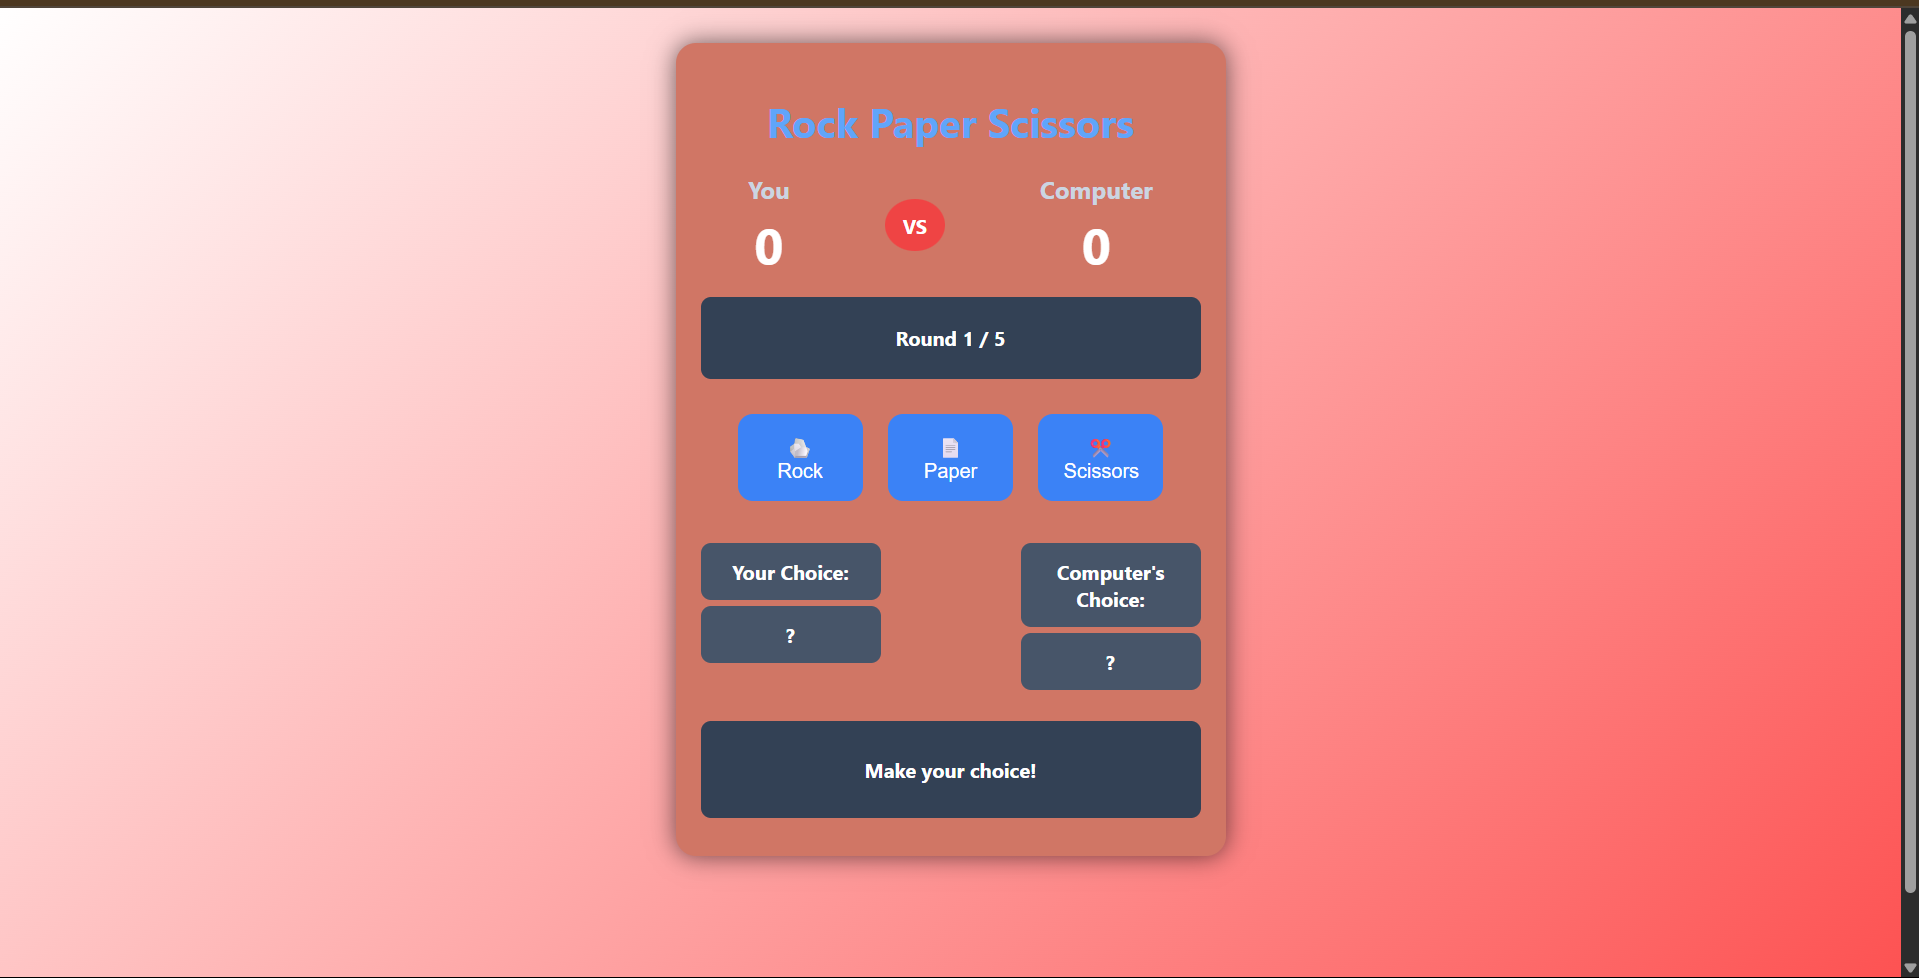 Rock Paper Scissors
You
Computer
0
VS
0
Round 1 / 5
Rock
Paper
Scissors
Your Choice:
?
Computer's
Choice:
?
Make your choice!